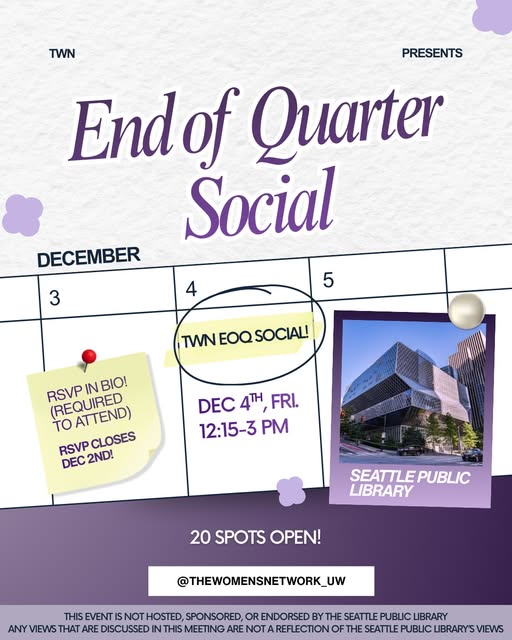 TWN
PRESENTS
End of Quarter
Social
DECEMBER
3
4
5
TWN EOQ SOCIAL!
RSVP IN BIO!
(REQUIRED
TO ATTEND)
RSVP CLOSES
DEC 2ND!
DEC 4TH, FRI.
12:15-3 PM
SEATTLE PUBLIC
LIBRARY
20 SPOTS OPEN!
@THEWOMENSNETWORK_UW
THIS EVENT IS NOT HOSTED, SPONSORED, OR ENDORSED BY THE SEATTLE PUBLIC LIBRARY
ANY VIEWS THAT ARE DISCUSSED IN THIS MEETING ARE NOT A REFLECTION OF THE SEATTLE PUBLIC LIBRARY'S VIEWS